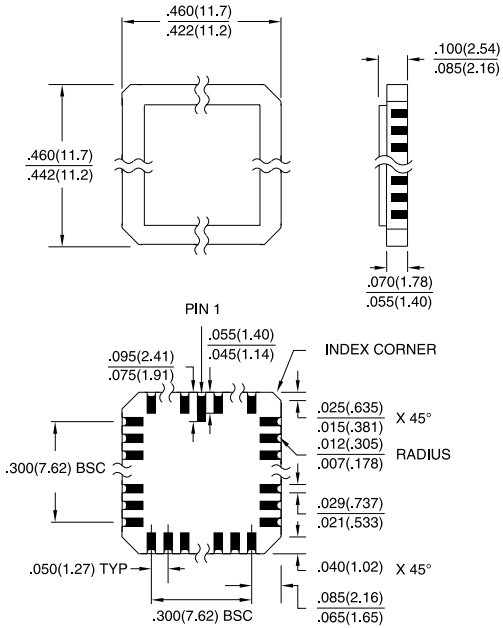 .460(11.7)
.422(11.2)
.100(2.54)
.085(2.16)
.460(11.7)
.442(11.2)
.070(1.78)
.055(1.40)
PIN 1
.055(1.40)
.045(1.14)
.095(2.41)
.075(1.91)
INDEX CORNER
.025(.635)
.015(.381)
X 45°
.012(.305)
.007(.178)
RADIUS
.300(7.62) BSC
.029(.737)
.021(.533)
.050(1.27) TYP
.040(1.02) X 45°
.085(2.16)
.065(1.65)
.300(7.62) BSC